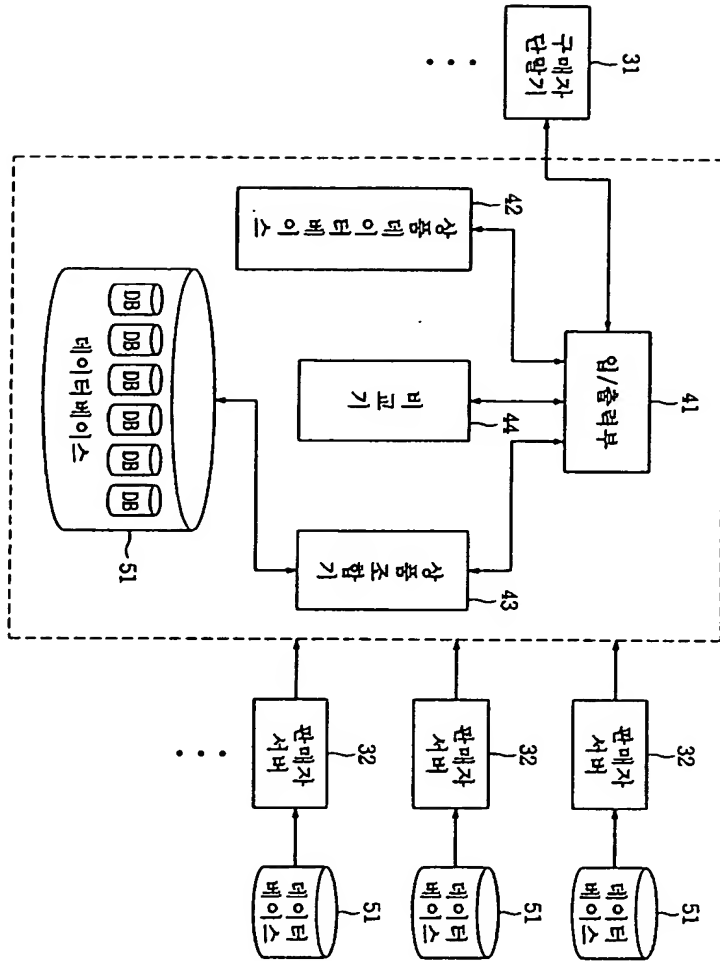 41
입/출력부
31
구매자
단말기
42
상품데이터베이스
44
비교기
43
상품조합기
DB
DB
DB
DB
DB
DB
데이터베이스
51
32
판매자
서버
51
데이터
베이스
32
판매자
서버
51
데이터
베이스
32
판매자
서버
51
데이터
베이스